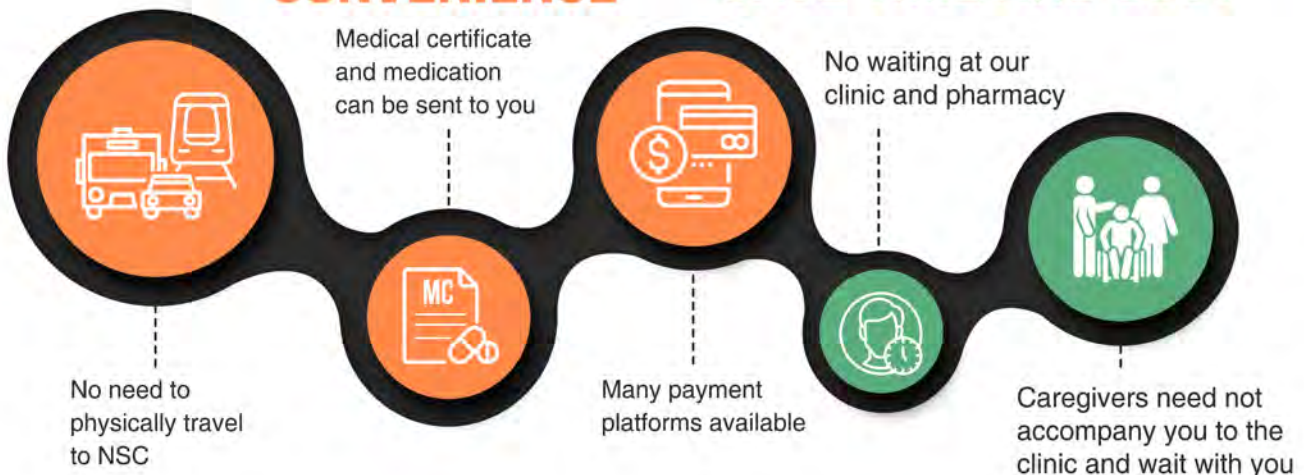 CONVENIENCE
Medical certificate
and medication
can be sent to you
No waiting at our
clinic and pharmacy
$
MC
No need to
physically travel
to NSC
Many payment
platforms available
Caregivers need not
accompany you to the
clinic and wait with you